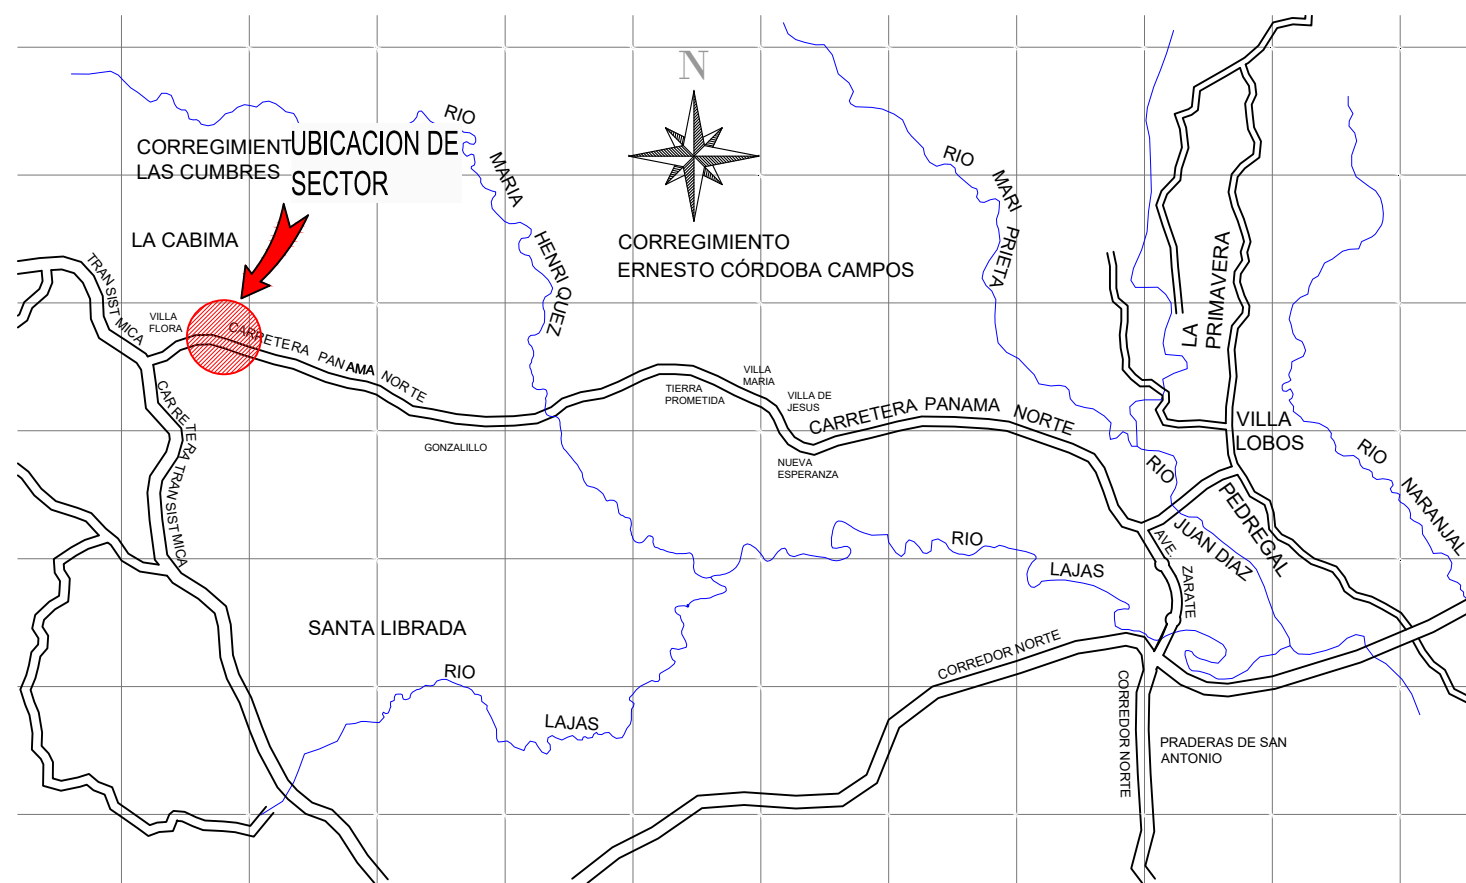 N
RIO
MARIA
HENRI QUEZ
CORREGIMIENT
LAS CUMBRES
UBICACION DE
SECTOR
LA CABIMA
RIO
MARI
PRIETA
CORREGIMIENTO
ERNESTO CÓRDOBA CAMPOS
LA
PRIMAVERA
TRANSISTMICA
VILLA
FLORA
CARRETERA PANAMA NORTE
CARRETERA TRANSISTMICA
GONZALILLO
TIERRA
PROMETIDA
VILLA
MARIA
VILLA DE
JESUS
CARRETERA PANAMA NORTE
NUEVA
ESPERANZA
VILLA
LOBOS
RIO
NARANJAL
RIO
JUAN DIAZ
PEDREGAL
AVE.
ZARATE
RIO
LAJAS
SANTA LIBRADA
RIO
LAJAS
CORREDOR NORTE
CORREDOR NORTE
PRADERAS DE SAN
ANTONIO